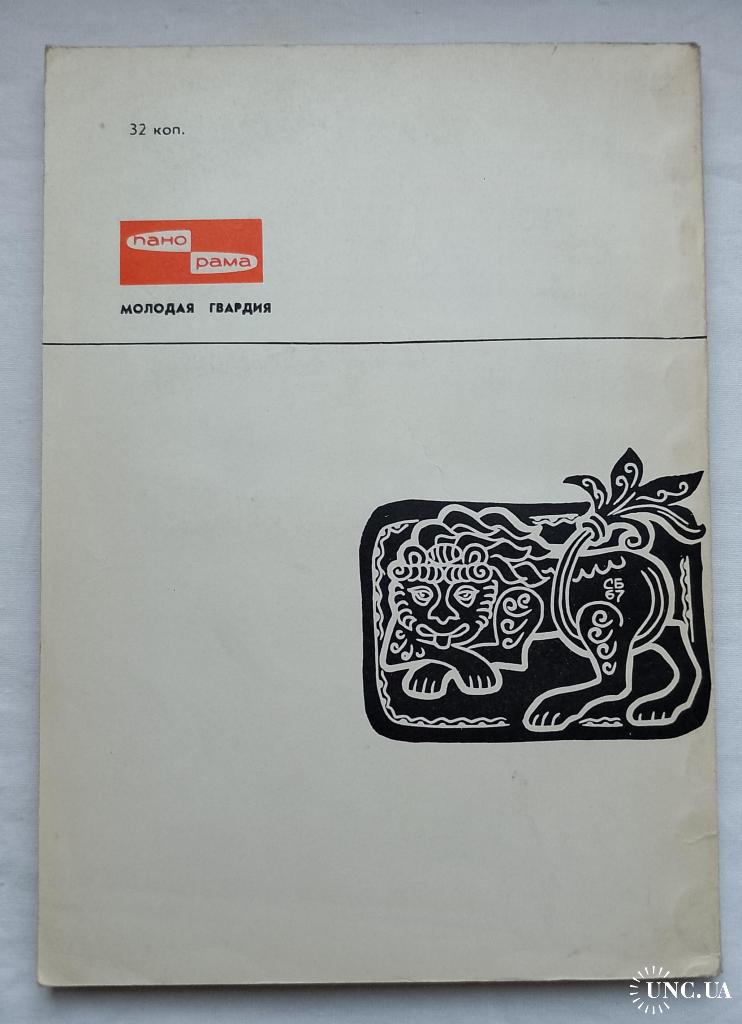 32 коп.
пано
рама
МОЛОДАЯ ГВАРДИЯ
СБ
67
UNC.UA